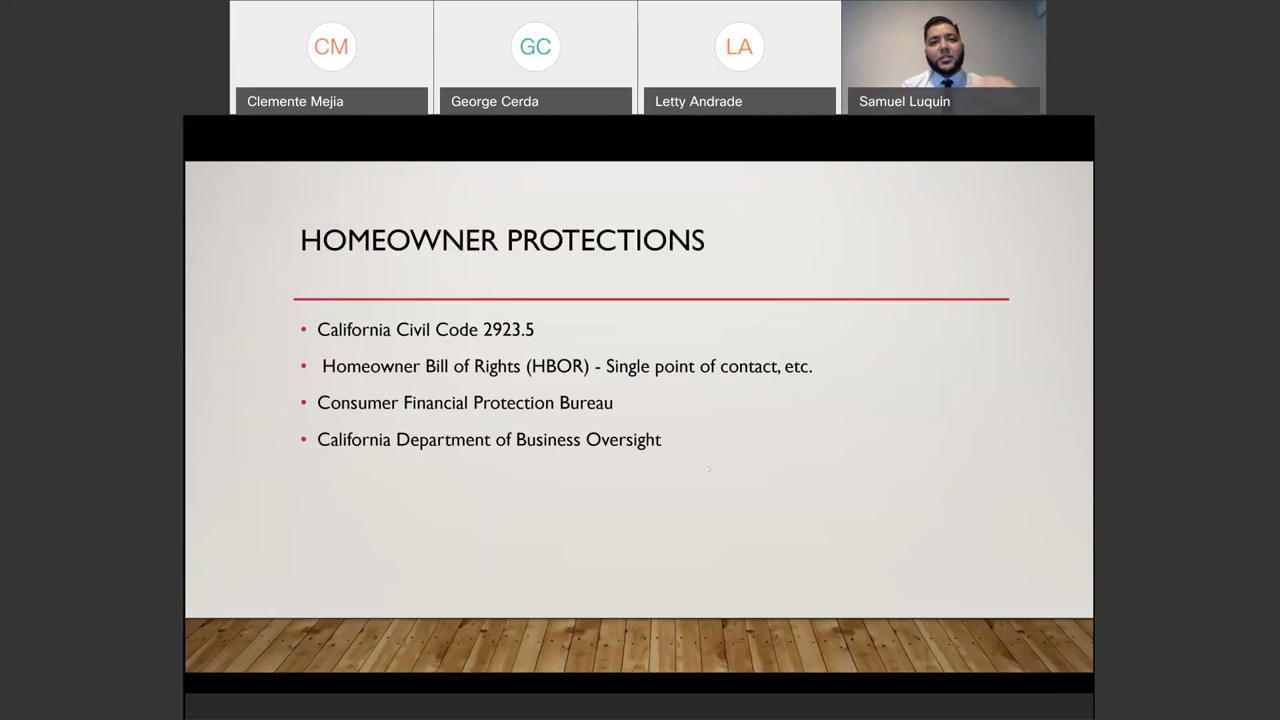 CM
GC
LA
Clemente Mejia
George Cerda
Letty Andrade
Samuel Luquin
HOMEOWNER PROTECTIONS
• California Civil Code 2923.5
• Homeowner Bill of Rights (HBOR) - Single point of contact, etc.
• Consumer Financial Protection Bureau
• California Department of Business Oversight